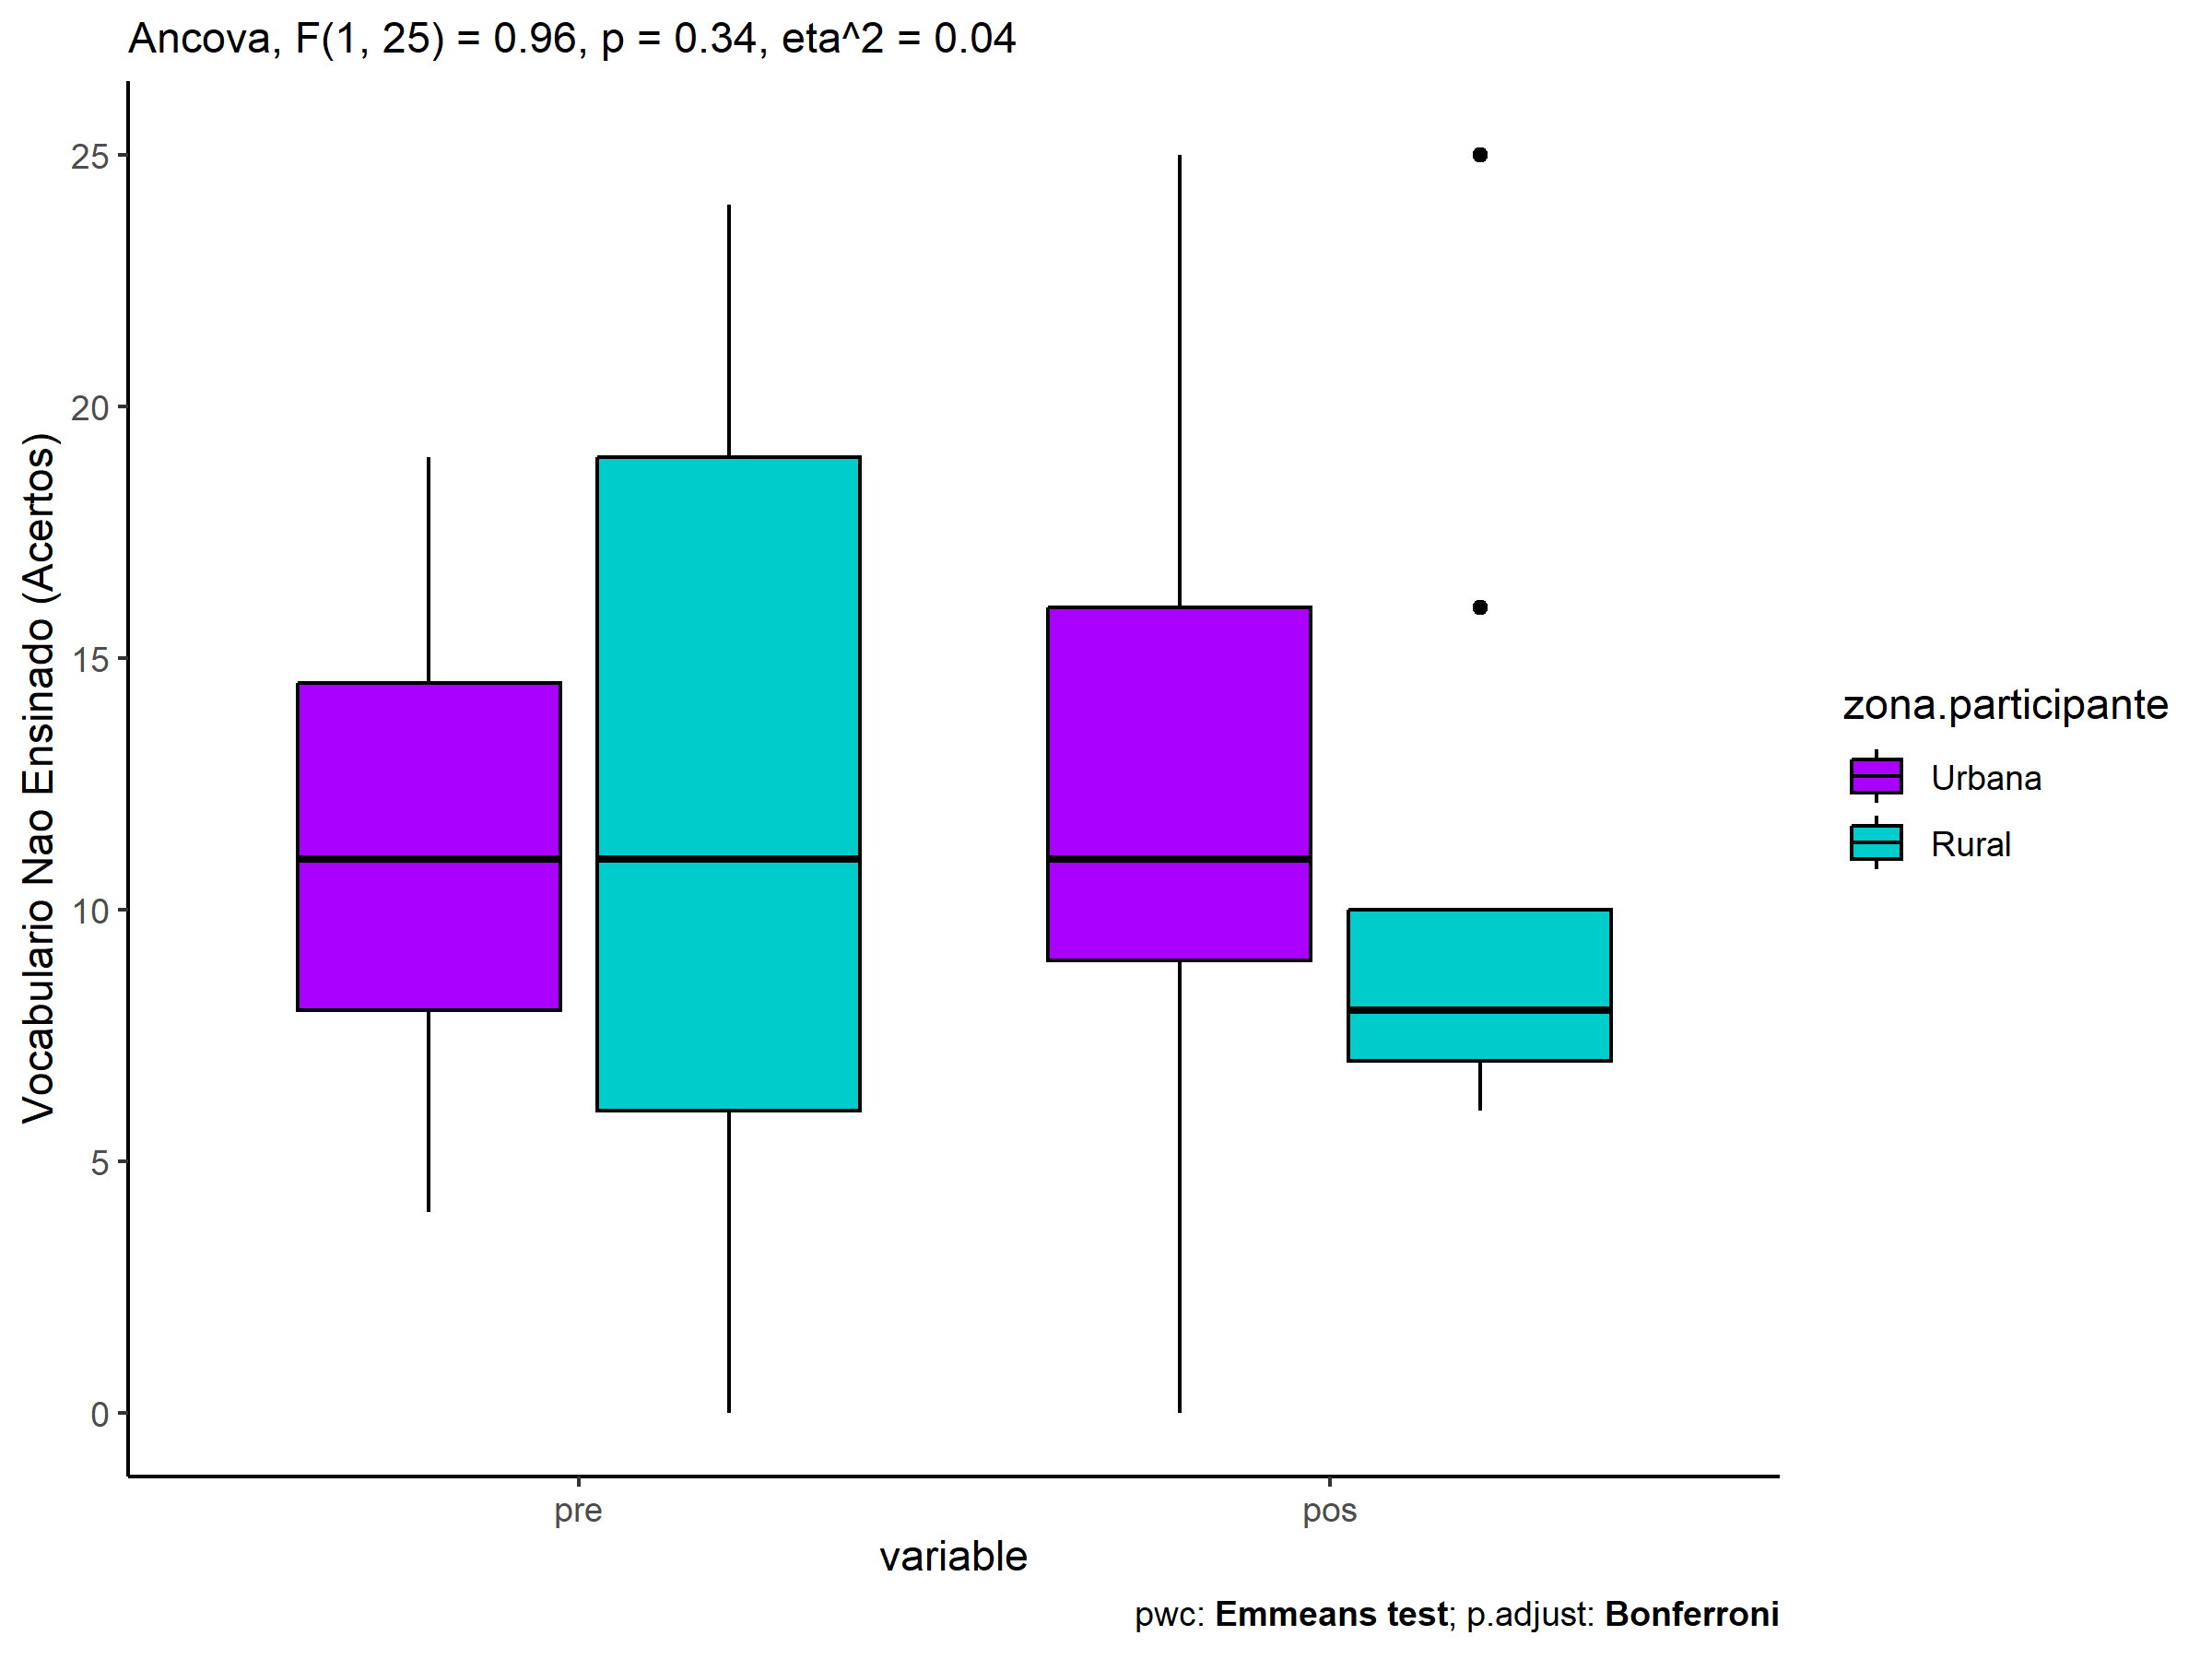 Ancova, F(1, 25) = 0.96, p = 0.34, eta^2 = 0.04
Vocabulario Nao Ensinado (Acertos)
25
20
15
10
5
0
pre
pos
variable
zona.participante
Urbana
Rural
pwc: Emmeans test; p.adjust: Bonferroni